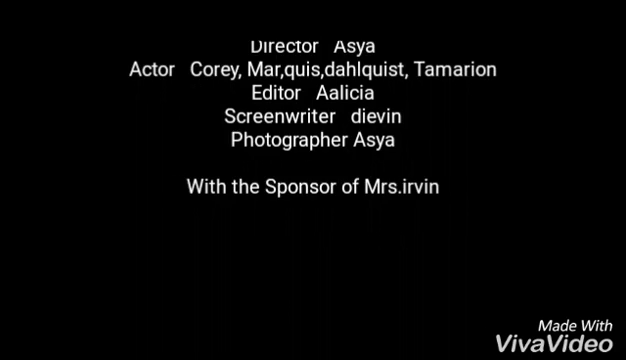 Director Asya
Actor Corey, Mar,quis,dahlquist, Tamarion
Editor Aalicia
Screenwriter dievin
Photographer Asya
With the Sponsor of Mrs.irvin
Made With
VivaVideo